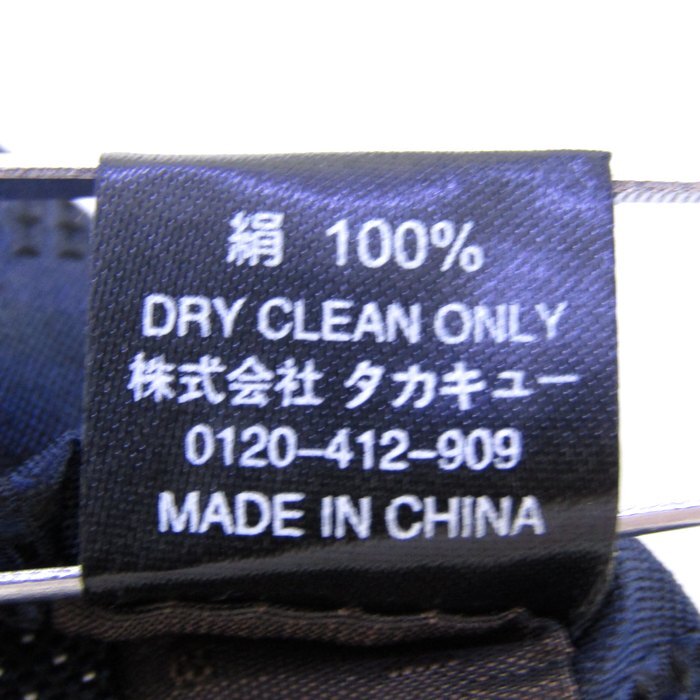 絹 100%
DRY CLEAN ONLY
株式会社 タカキュー
0120-412-909
MADE IN CHINA